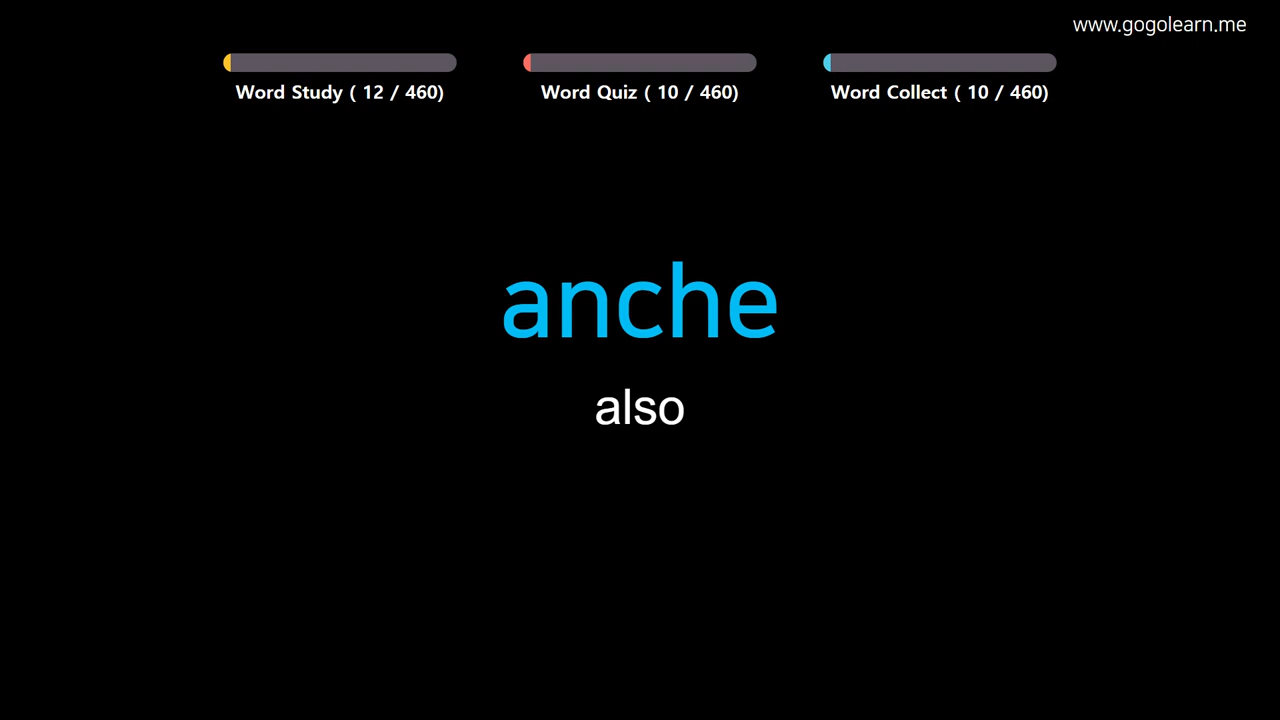 www.gogolearn.me
Word Study ( 12 / 460)
Word Quiz ( 10 / 460)
Word Collect ( 10 / 460)
anche
also